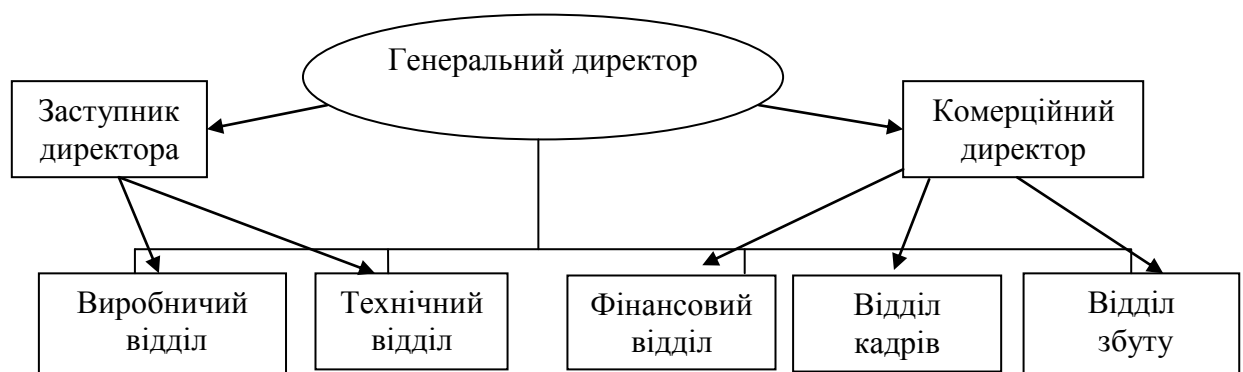 Генеральний директор
Заступник
директора
Комерційний
директор
Виробничий
відділ
Технічний
відділ
Фінансовий
відділ
Відділ
кадрів
Відділ
збуту